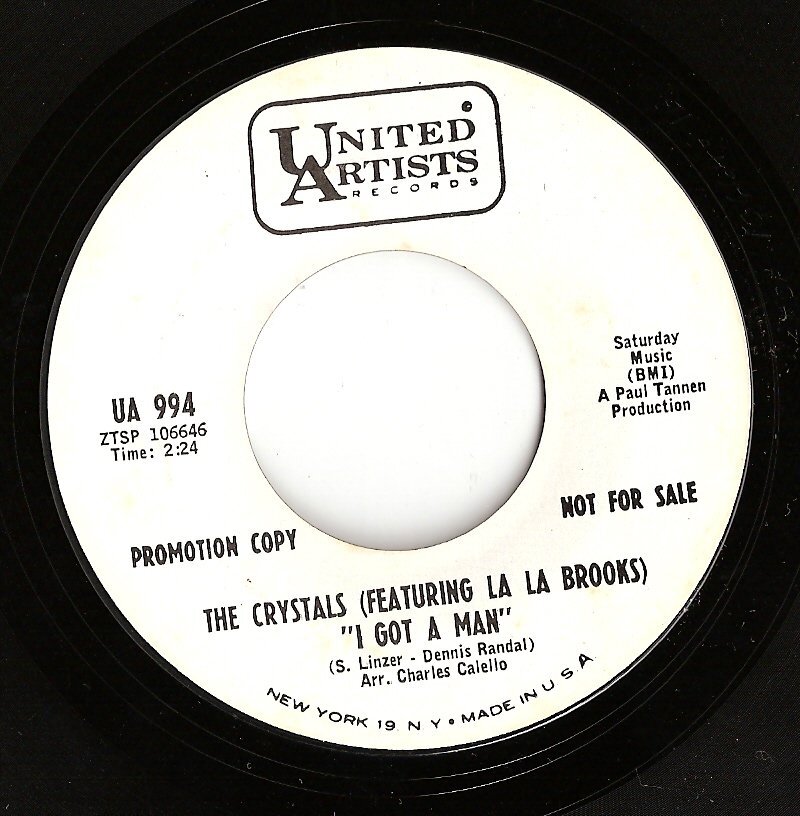 UNITED
ARTISTS
RECORDS
Saturday
Music
(BMI)
A Paul Tannen
Production
UA 994
ZTSP 106646
Time: 2:24
NOT FOR SALE
PROMOTION COPY
THE CRYSTALS (FEATURING LA LA BROOKS)
"I GOT A MAN"
(S. Linzer - Dennis Randal)
Arr. Charles Calello
NEW YORK 19, N Y • MADE IN U S A